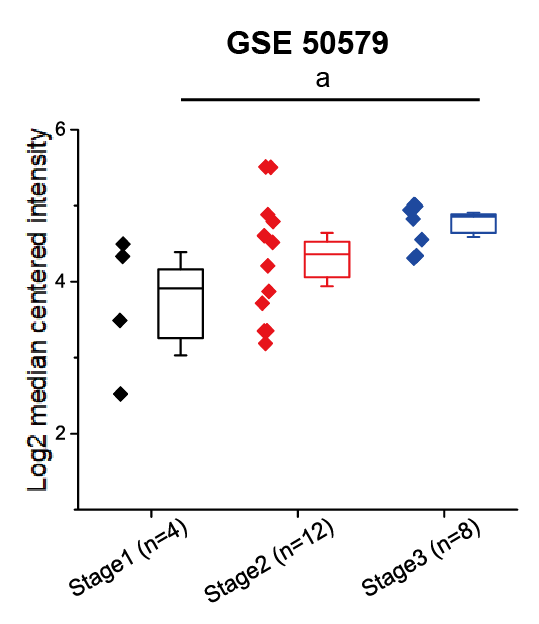 GSE 50579
a
Log2 median centered intensity
6
4
2
Stage1 (n=4)
Stage2 (n=12)
Stage3 (n=8)